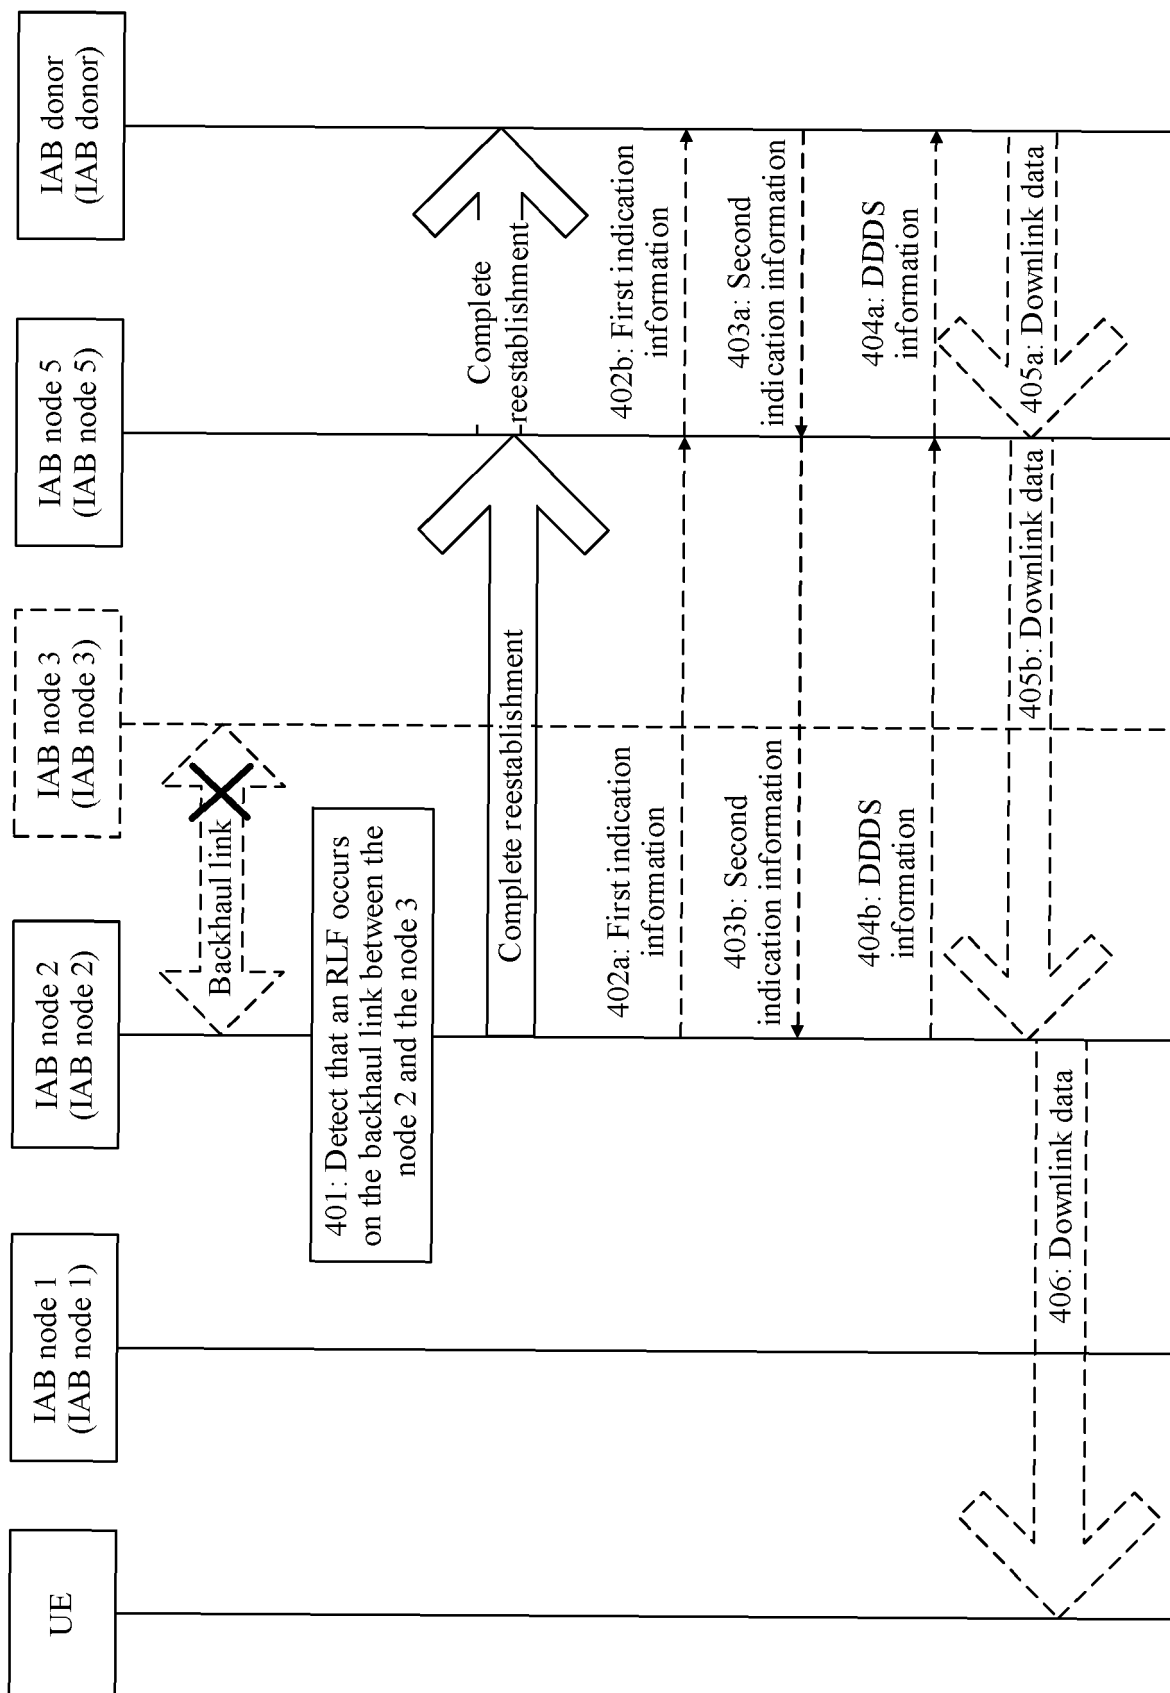 UE
IAB node 1
(IAB node 1)
IAB node 2
(IAB node 2)
IAB node 3
(IAB node 3)
IAB node 5
(IAB node 5)
IAB donor
(IAB donor)
Backhaul link
401: Detect that an RLF occurs
on the backhaul link between the
node 2 and the node 3
Complete reestablishment
Complete
reestablishment
402a: First indication
information
402b: First indication
information
403b: Second
indication information
403a: Second
indication information
404b: DDDS
information
404a: DDDS
information
405b: Downlink data
405a: Downlink data
406: Downlink data